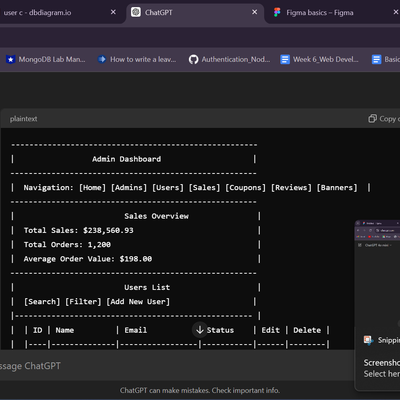 user c - dbdiagram.io
ChatGPT
Figma basics – Figma
MongoDB Lab Man...
How to write a leav...
Authentication_Nod...
Week 6_Web Devel...
Basic
plaintext
Copy c
Admin Dashboard
| Navigation: [Home] [Admins] [Users] [Sales] [Coupons] [Reviews] [Banners] |
Sales Overview
Total Sales: $238,560.93
Total Orders: 1,200
Average Order Value: $198.00
Users List
[Search] [Filter] [Add New User]
| ID | Name | Email Status | Edit | Delete |
ssage ChatGPT
ChatGPT can make mistakes. Check important info.
Snippin
Screensho
Select her